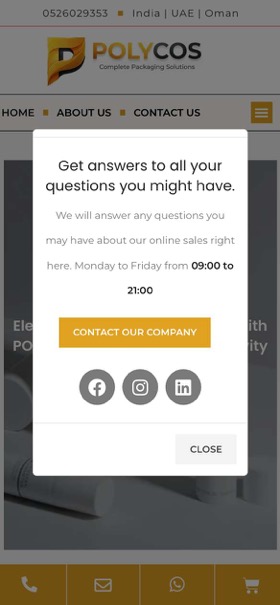 0526029353 ■ India | UAE | Oman
POLYCOS
Complete Packaging Solutions
HOME ■ ABOUT US ■ CONTACT US
Get answers to all your
questions you might have.
We will answer any questions you
may have about our online sales right
here. Monday to Friday from 09:00 to
21:00
CONTACT OUR COMPANY
CLOSE